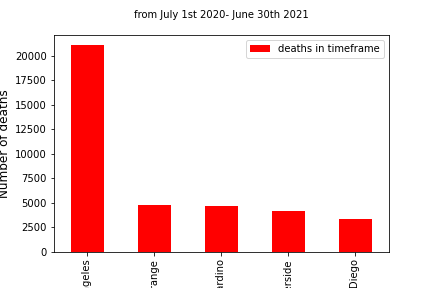 from July 1st 2020- June 30th 2021
deaths in timeframe
Number of deaths
20000
17500
15000
12500
10000
7500
5000
2500
0
geles
range
ardino
erside
Diego